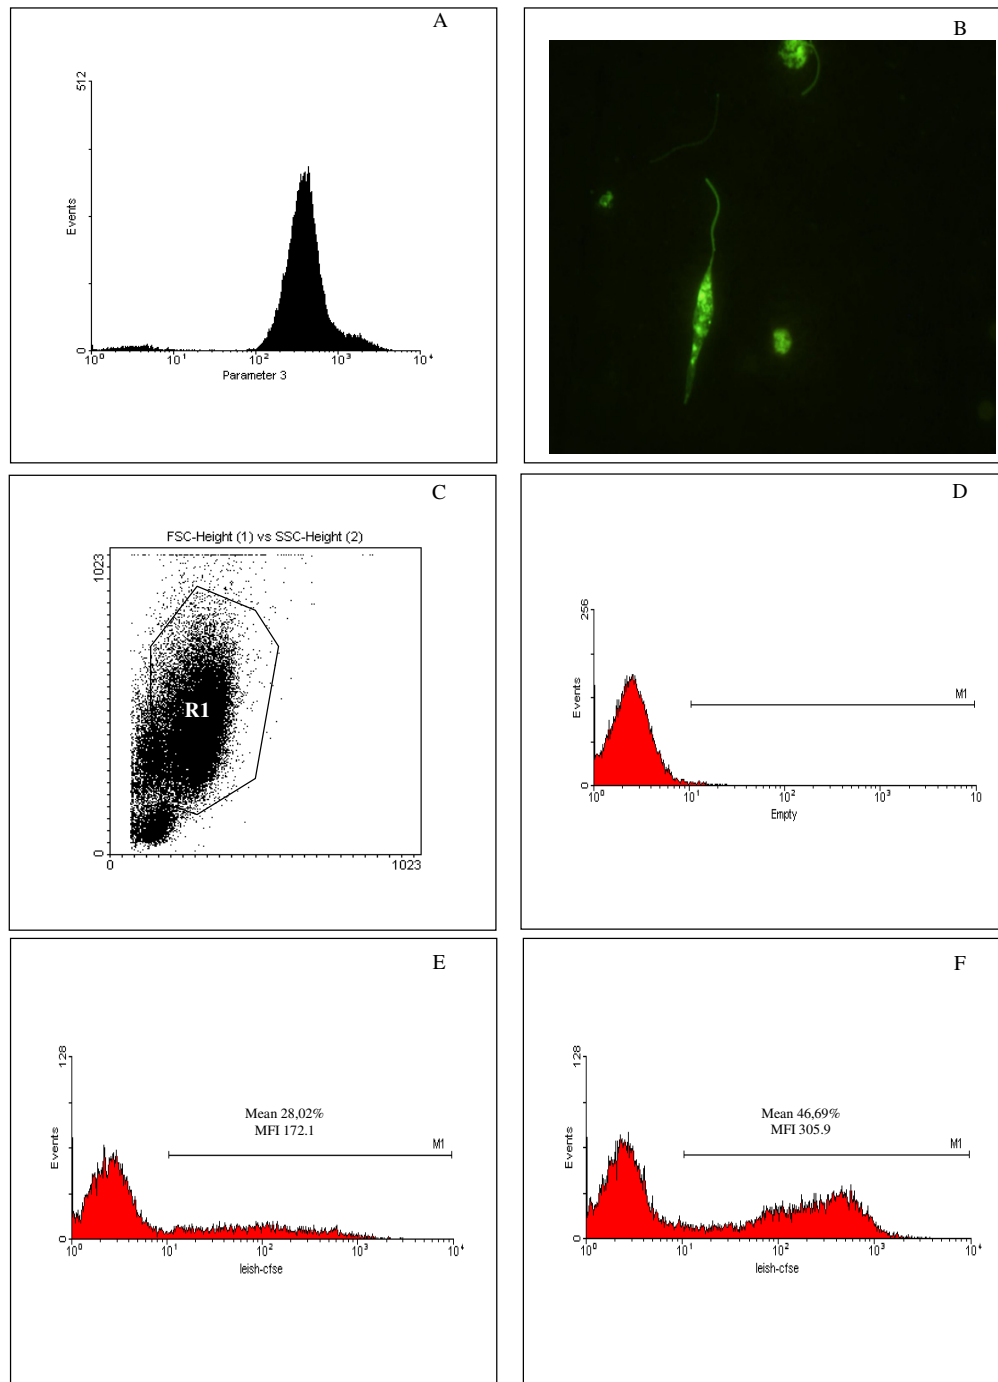 A
512
Events
0
10⁰ 10¹ 10² 10³ 10⁴
Parameter 3
B
C
FSC-Height (1) vs SSC-Height (2)
1023
R1
0
0 1023
D
256
Events
M1
0
10⁰ 10¹ 10² 10³ 10
Empty
E
128
Mean 28,02%
MFI 172.1
Events
M1
0
10⁰ 10¹ 10² 10³ 10⁴
leish-cfse
F
128
Mean 46,69%
MFI 305.9
Events
M1
0
10⁰ 10¹ 10² 10³ 10⁴
leish-cfse